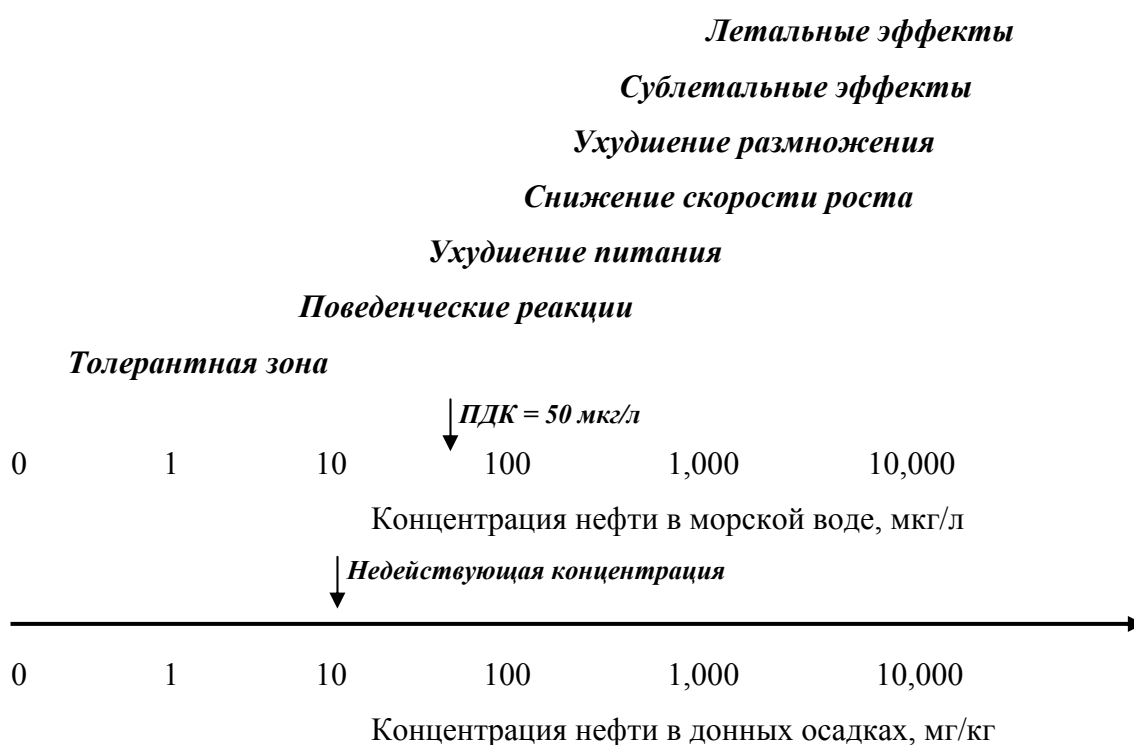 Летальные эффекты
Сублетальные эффекты
Ухудшение размножения
Снижение скорости роста
Ухудшение питания
Поведенческие реакции
Толерантная зона
ПДК = 50 мкг/л
0 1 10 100 1,000 10,000
Концентрация нефти в морской воде, мкг/л
Недействующая концентрация
0 1 10 100 1,000 10,000
Концентрация нефти в донных осадках, мг/кг